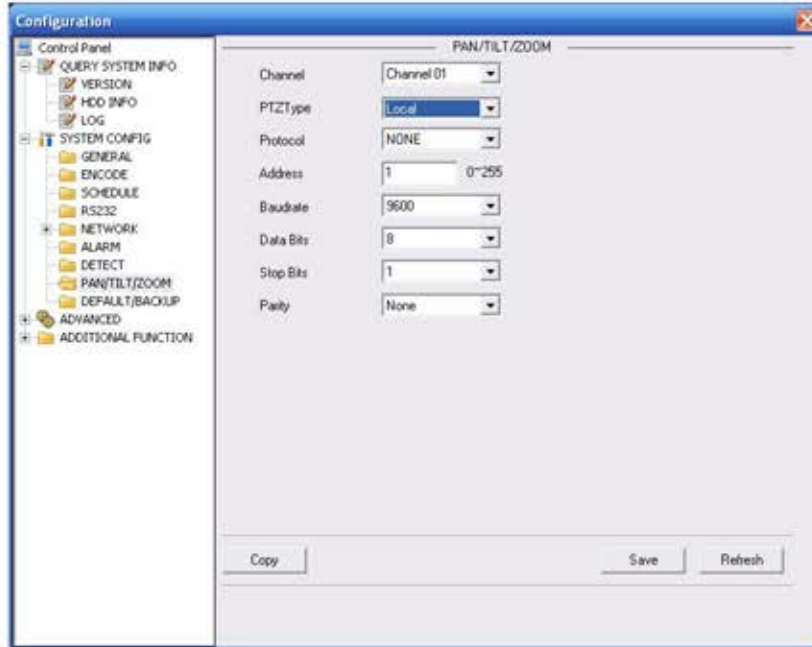 Configuration
Control Panel
QUERY SYSTEM INFO
VERSION
HDD INFO
LOG
SYSTEM CONFIG
GENERAL
ENCODE
SCHEDULE
RS232
NETWORK
ALARM
DETECT
PAN/TILT/ZOOM
DEFAULT/BACKUP
ADVANCED
ADDITIONAL FUNCTION
PAN/TILT/ZOOM
Channel Channel 01
PTZType Local
Protocol NONE
Address 1 0~255
Baudrate 9600
Data Bits 8
Stop Bits 1
Parity None
Copy Save Refresh